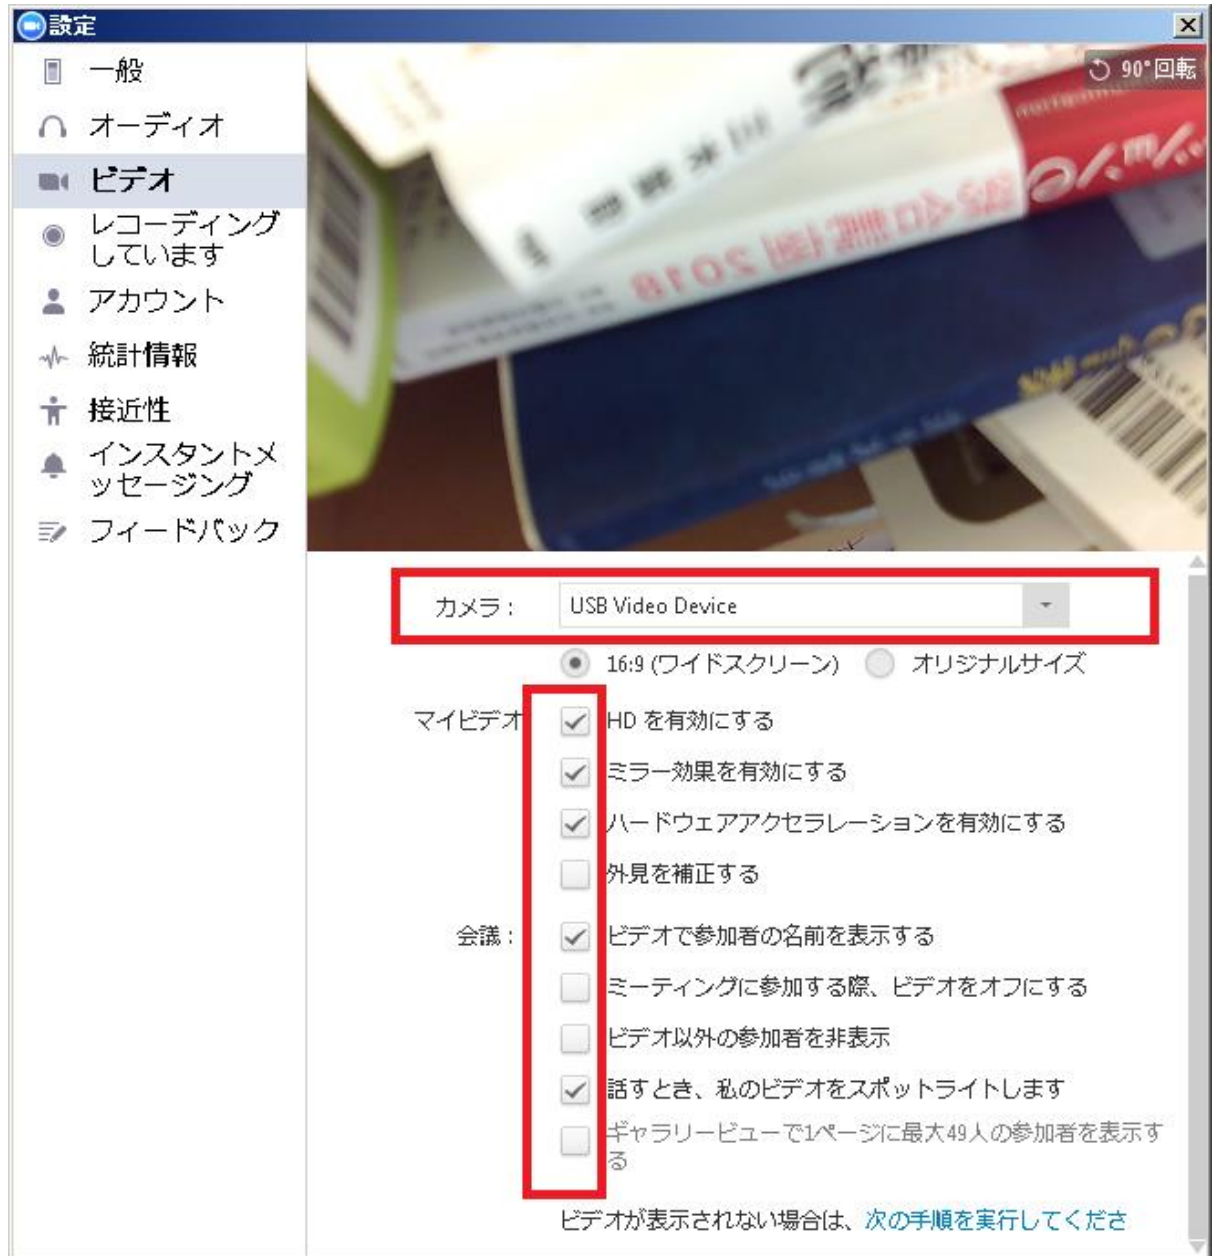 設定
一般
オーディオ
ビデオ
レコーディング
しています
アカウント
統計情報
接近性
インスタントメ
ッセージング
フィードバック
90°回転
2018
カメラ： USB Video Device
16:9 (ワイドスクリーン) オリジナルサイズ
マイビデオ HD を有効にする
ミラー効果を有効にする
ハードウェアアクセラレーションを有効にする
外見を補正する
会議： ビデオで参加者の名前を表示する
ミーティングに参加する際、ビデオをオフにする
ビデオ以外の参加者を非表示
話すとき、私のビデオをスポットライトします
ギャラリービューで1ページに最大49人の参加者を表示す
る
ビデオが表示されない場合は、次の手順を実行してくださ